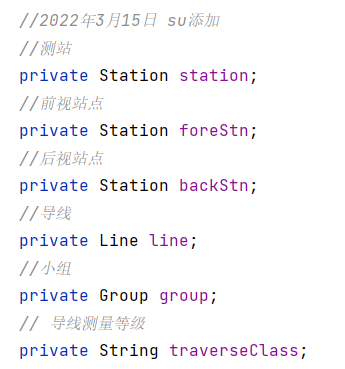 //2022年3月15日 su添加
//测站
private Station station;
//前视站点
private Station foreStn;
//后视站点
private Station backStn;
//导线
private Line line;
//小组
private Group group;
// 导线测量等级
private String traverseClass;